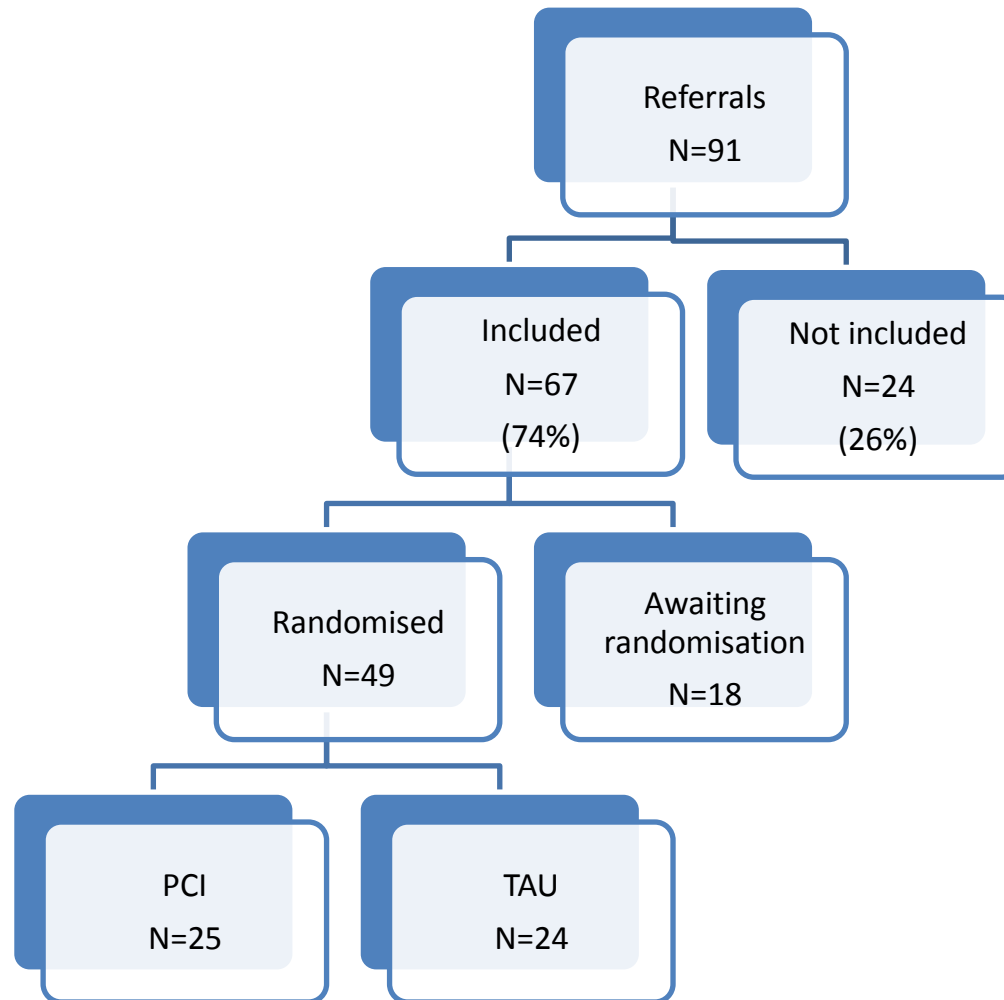 Referrals
N=91
Included
N=67
(74%)
Not included
N=24
(26%)
Randomised
N=49
Awaiting
randomisation
N=18
PCI
N=25
TAU
N=24